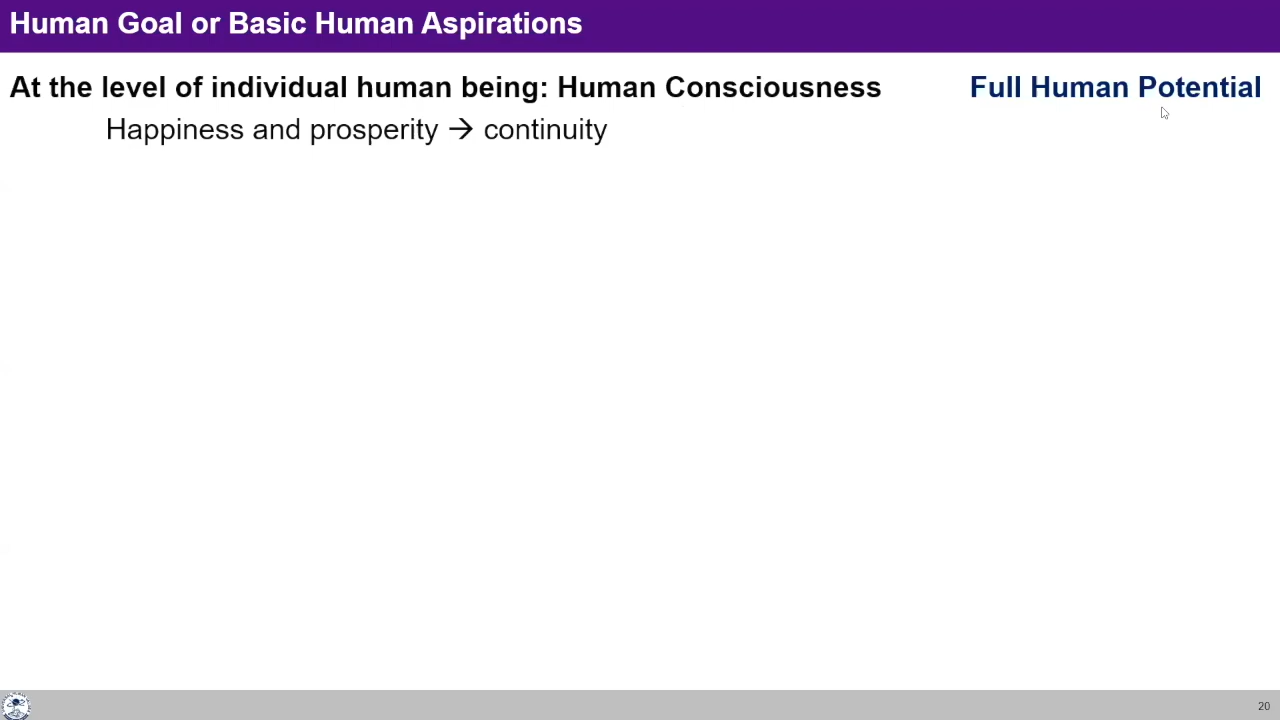 Human Goal or Basic Human Aspirations
At the level of individual human being: Human Consciousness Full Human Potential
Happiness and prosperity → continuity
20